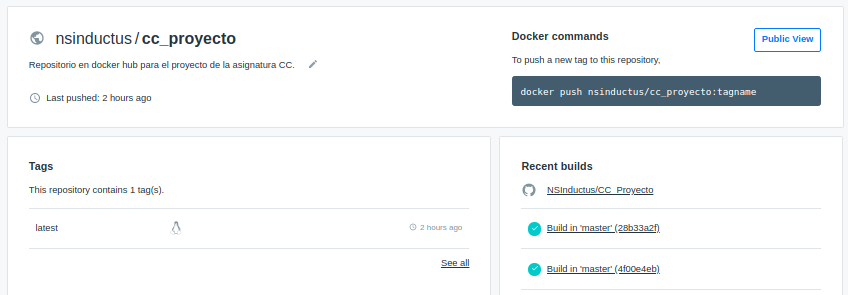 nsinductus / cc_proyecto
Repositorio en docker hub para el proyecto de la asignatura CC.
Last pushed: 2 hours ago
Docker commands
Public View
To push a new tag to this repository,
docker push nsinductus/cc_proyecto:tagname
Tags
This repository contains 1 tag(s).
latest
2 hours ago
See all
Recent builds
NSInductus/CC_Proyecto
Build in 'master' (28b33a2f)
Build in 'master' (4f00e4eb)